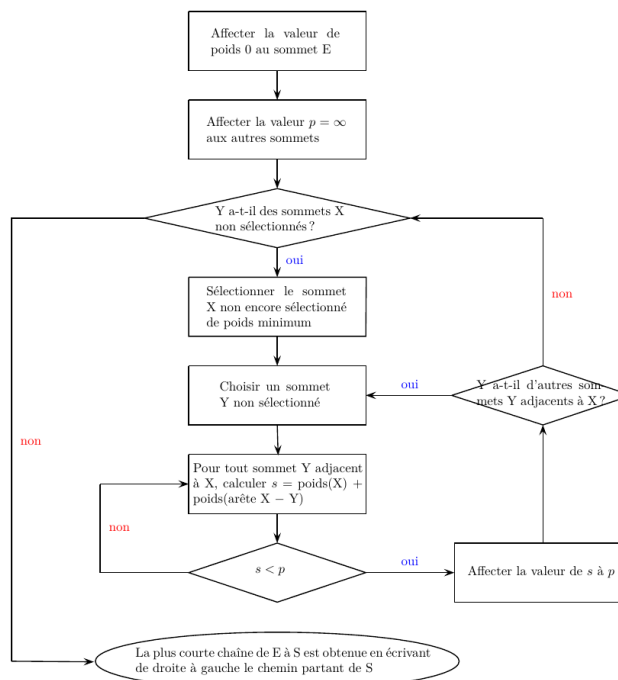 Affecter la valeur de
poids 0 au sommet E
Affecter la valeur p = ∞
aux autres sommets
Y a-t-il des sommets X
non sélectionnés ?
oui
Sélectionner le sommet
X non encore sélectionné
de poids minimum
non
Choisir un sommet
Y non sélectionné
oui
Y a-t-il d'autres som-
mets Y adjacents à X ?
non
Pour tout sommet Y adjacent
à X, calculer s = poids(X) +
poids(arête X − Y)
non
s < p
oui
Affecter la valeur de s à p
La plus courte chaîne de E à S est obtenue en écrivant
de droite à gauche le chemin partant de S